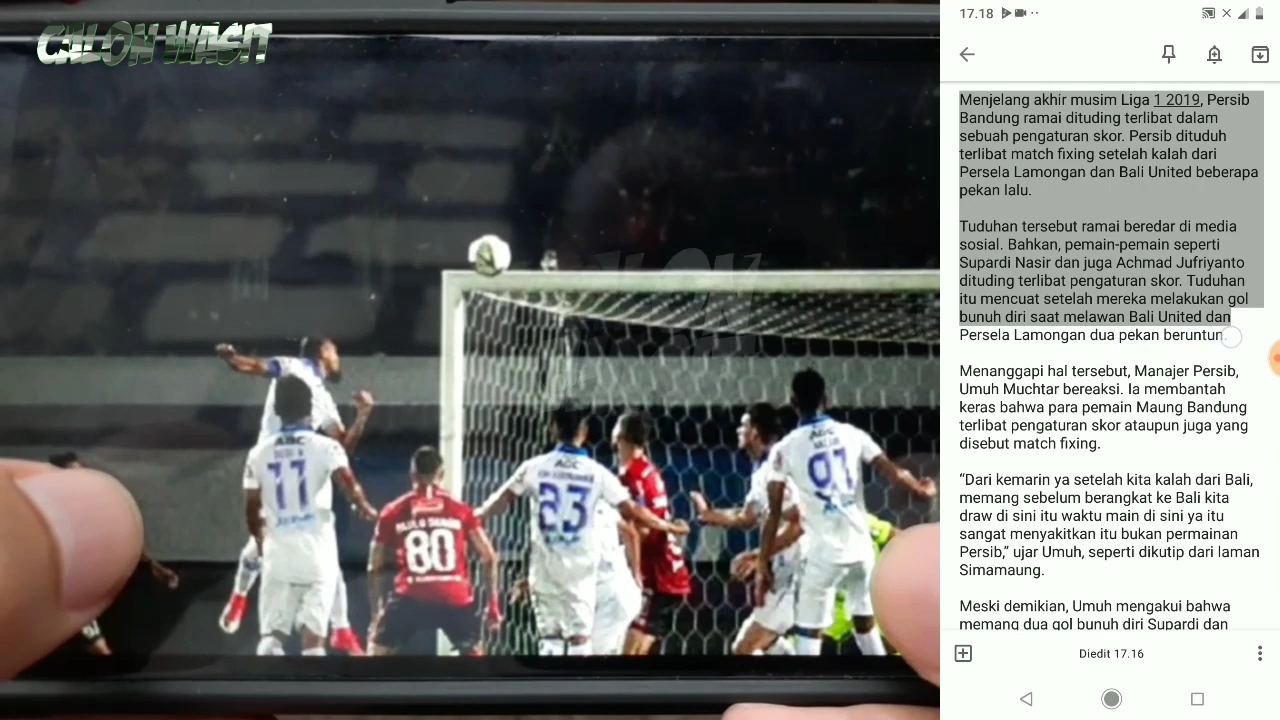 CALON WASIT
11
80
23
91
17.18
Menjelang akhir musim Liga 1 2019, Persib
Bandung ramai dituding terlibat dalam
sebuah pengaturan skor. Persib dituduh
terlibat match fixing setelah kalah dari
Persela Lamongan dan Bali United beberapa
pekan lalu.
Tuduhan tersebut ramai beredar di media
sosial. Bahkan, pemain-pemain seperti
Supardi Nasir dan juga Achmad Jufriyanto
dituding terlibat pengaturan skor. Tuduhan
itu mencuat setelah mereka melakukan gol
bunuh diri saat melawan Bali United dan
Persela Lamongan dua pekan beruntun.
Menanggapi hal tersebut, Manajer Persib,
Umuh Muchtar bereaksi. Ia membantah
keras bahwa para pemain Maung Bandung
terlibat pengaturan skor ataupun juga yang
disebut match fixing.
“Dari kemarin ya setelah kita kalah dari Bali,
memang sebelum berangkat ke Bali kita
draw di sini itu waktu main di sini ya itu
sangat menyakitkan itu bukan permainan
Persib,” ujar Umuh, seperti dikutip dari laman
Simamaung.
Meski demikian, Umuh mengakui bahwa
memang dua gol bunuh diri Supardi dan
Diedit 17.16